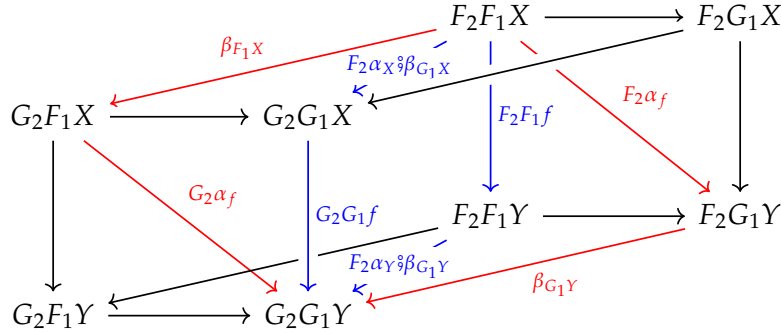 F₂F₁X F₂G₁X
β_{F₁X}
F₂α_X⨟β_{G₁X}
F₂α_f
G₂F₁X G₂G₁X F₂F₁f
G₂α_f
G₂G₁f F₂F₁Y F₂G₁Y
F₂α_Y⨟β_{G₁Y}
β_{G₁Y}
G₂F₁Y G₂G₁Y